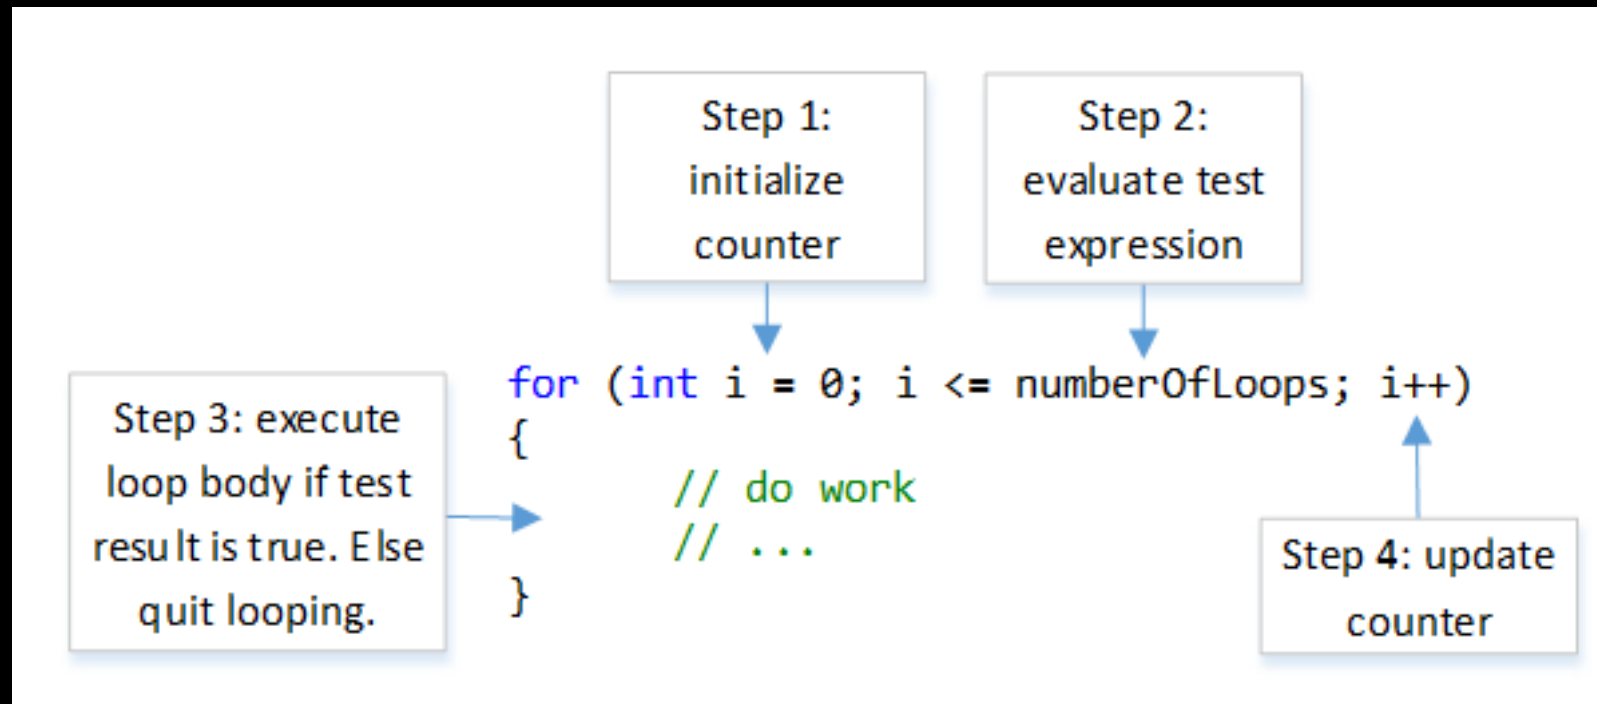 Step 1:
initialize
counter
Step 2:
evaluate test
expression
for (int i = 0; i <= numberOfLoops; i++)
{
// do work
// ...
}
Step 3: execute
loop body if test
result is true. Else
quit looping.
Step 4: update
counter